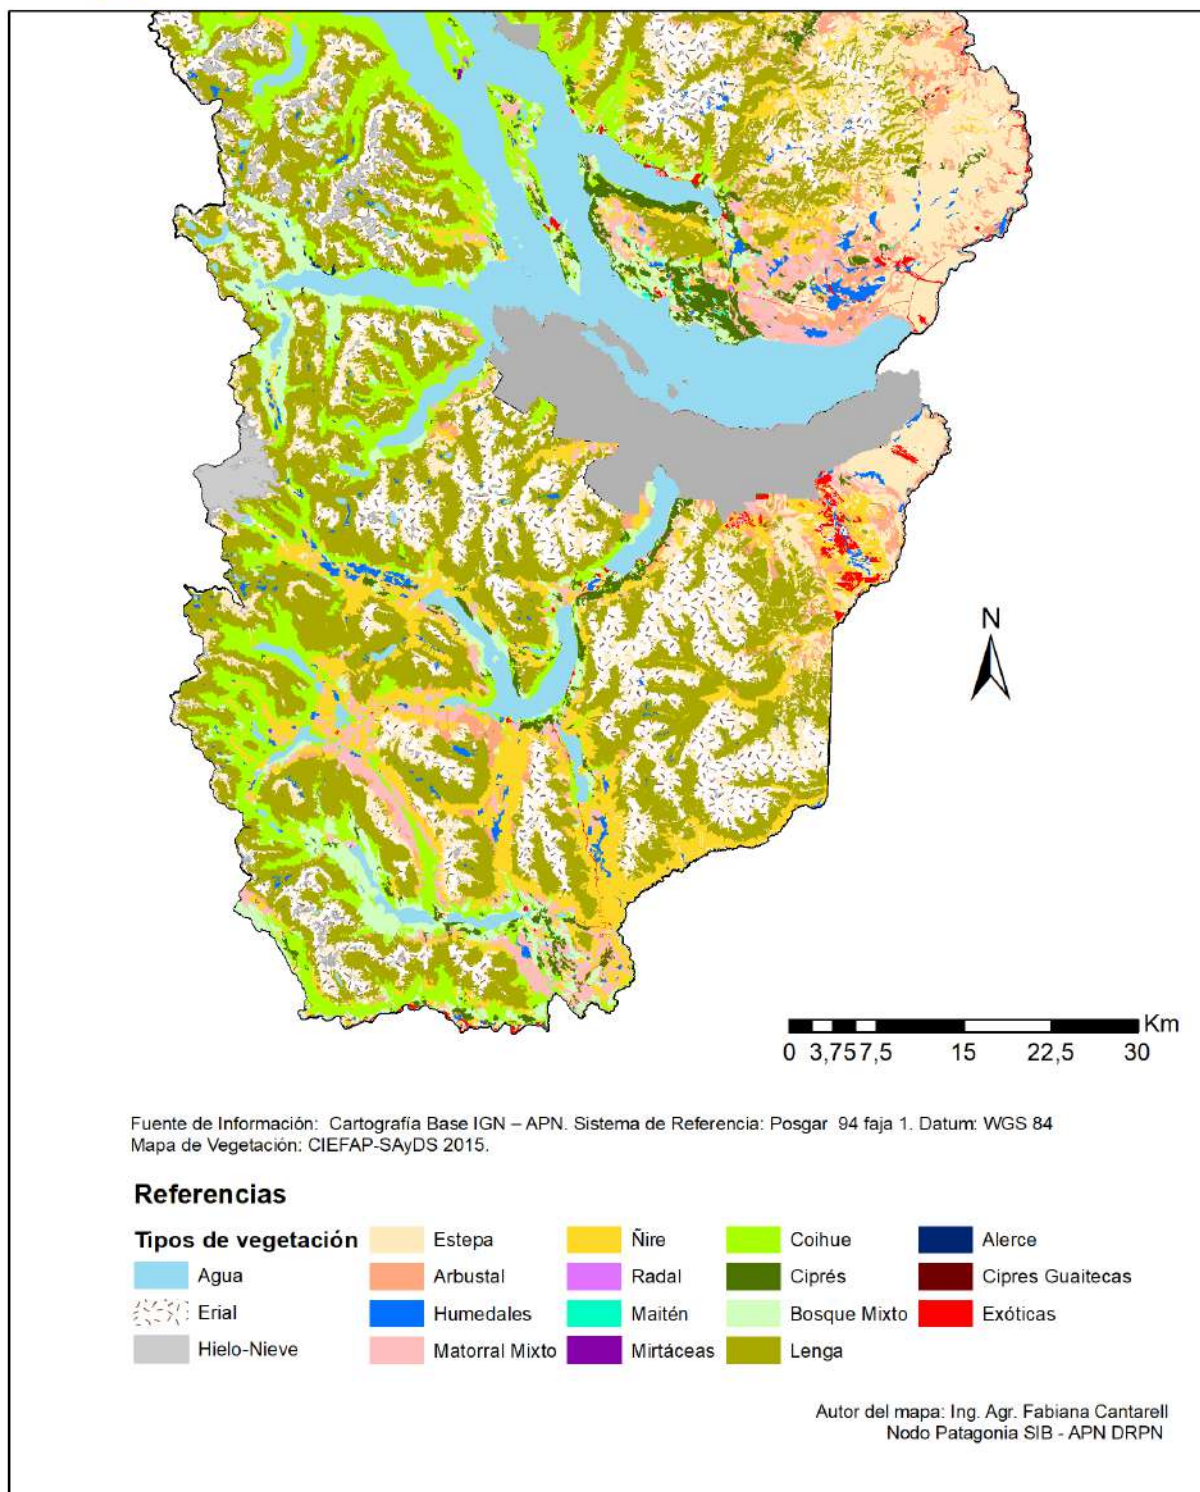 N
Km
0 3,75 7,5 15 22,5 30
Fuente de Información: Cartografía Base IGN – APN. Sistema de Referencia: Posgar 94 faja 1. Datum: WGS 84
Mapa de Vegetación: CIEFAP-SAyDS 2015.
Referencias
Tipos de vegetación
Agua
Erial
Hielo-Nieve
Estepa
Arbustal
Humedales
Matorral Mixto
Ñire
Radal
Maitén
Mirtáceas
Coihue
Ciprés
Bosque Mixto
Lenga
Alerce
Cipres Guaitecas
Exóticas
Autor del mapa: Ing. Agr. Fabiana Cantarell
Nodo Patagonia SIB - APN DRPN